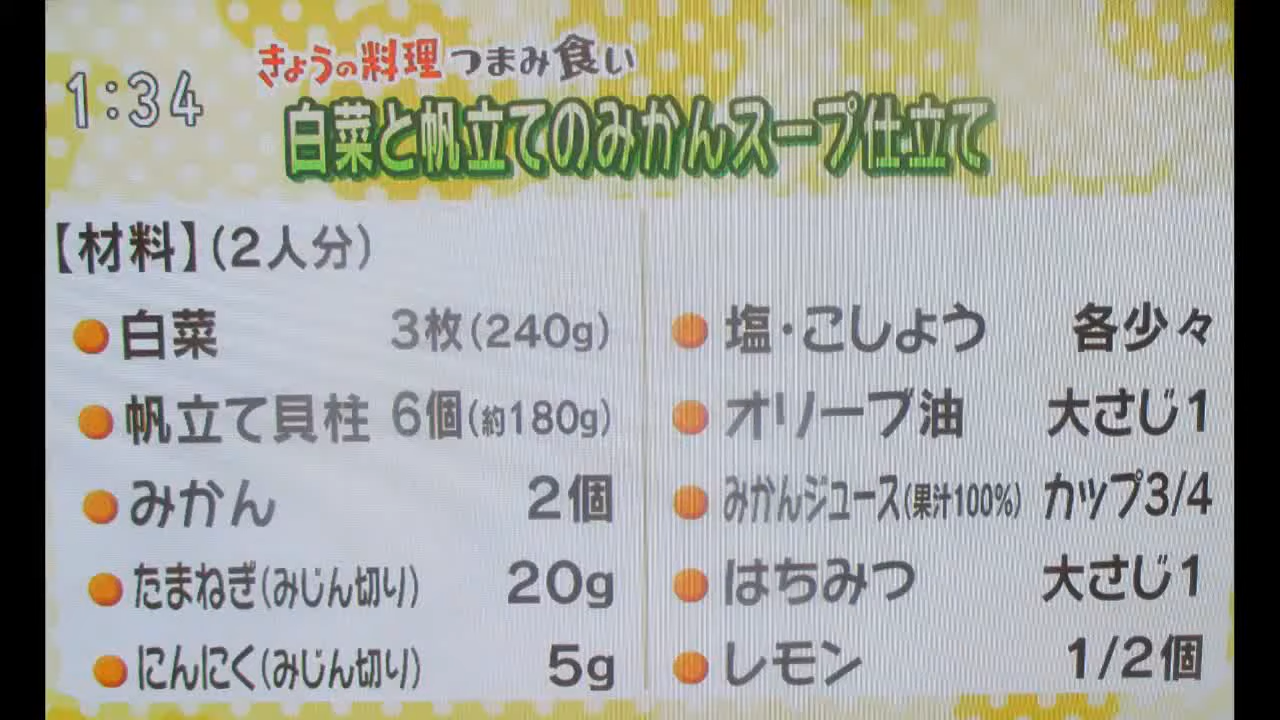 1:34
きょうの料理つまみ食い
白菜と帆立てのみかんスープ仕立て
【材料】(2人分)
白菜 3枚(240g)
帆立て貝柱 6個(約180g)
みかん 2個
たまねぎ(みじん切り) 20g
にんにく(みじん切り) 5g
塩・こしょう 各少々
オリーブ油 大さじ1
みかんジュース(果汁100%) カップ3/4
はちみつ 大さじ1
レモン 1/2個